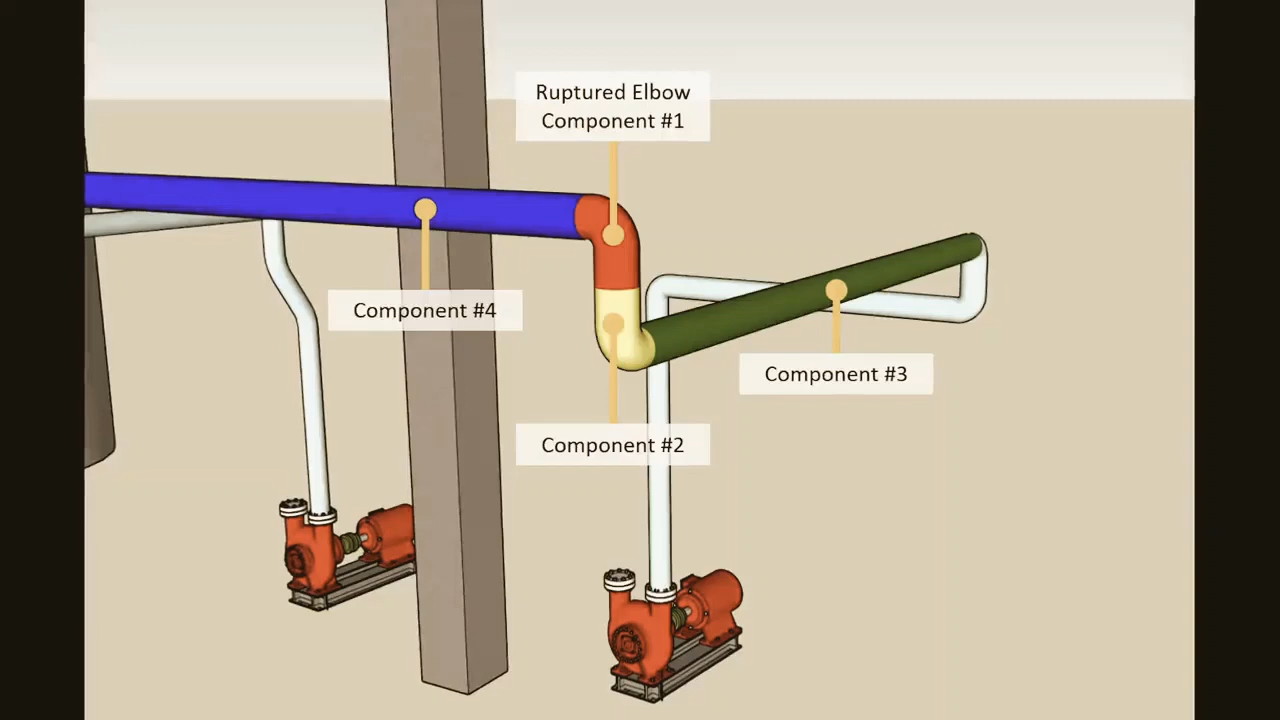 Ruptured Elbow
Component #1
Component #4
Component #3
Component #2